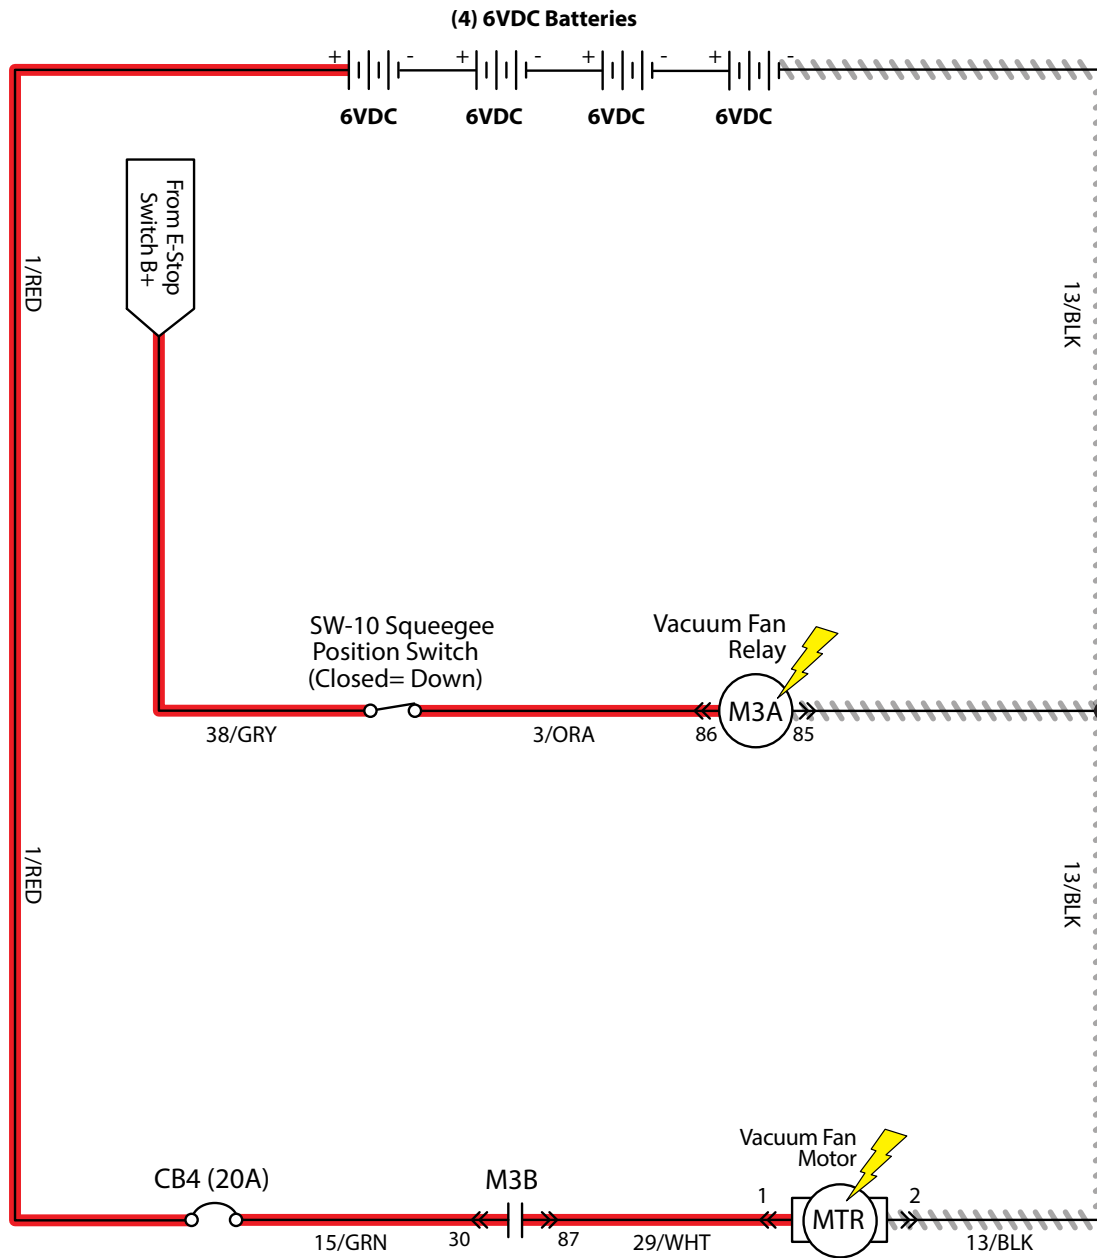 (4) 6VDC Batteries
+ - + - + - + -
6VDC 6VDC 6VDC 6VDC
From E-Stop
Switch B+
1/RED
13/BLK
SW-10 Squeegee
Position Switch
(Closed= Down)
Vacuum Fan
Relay
M3A
38/GRY
3/ORA
86
85
1/RED
13/BLK
Vacuum Fan
Motor
CB4 (20A)
M3B
1
MTR
2
15/GRN
30
87
29/WHT
13/BLK